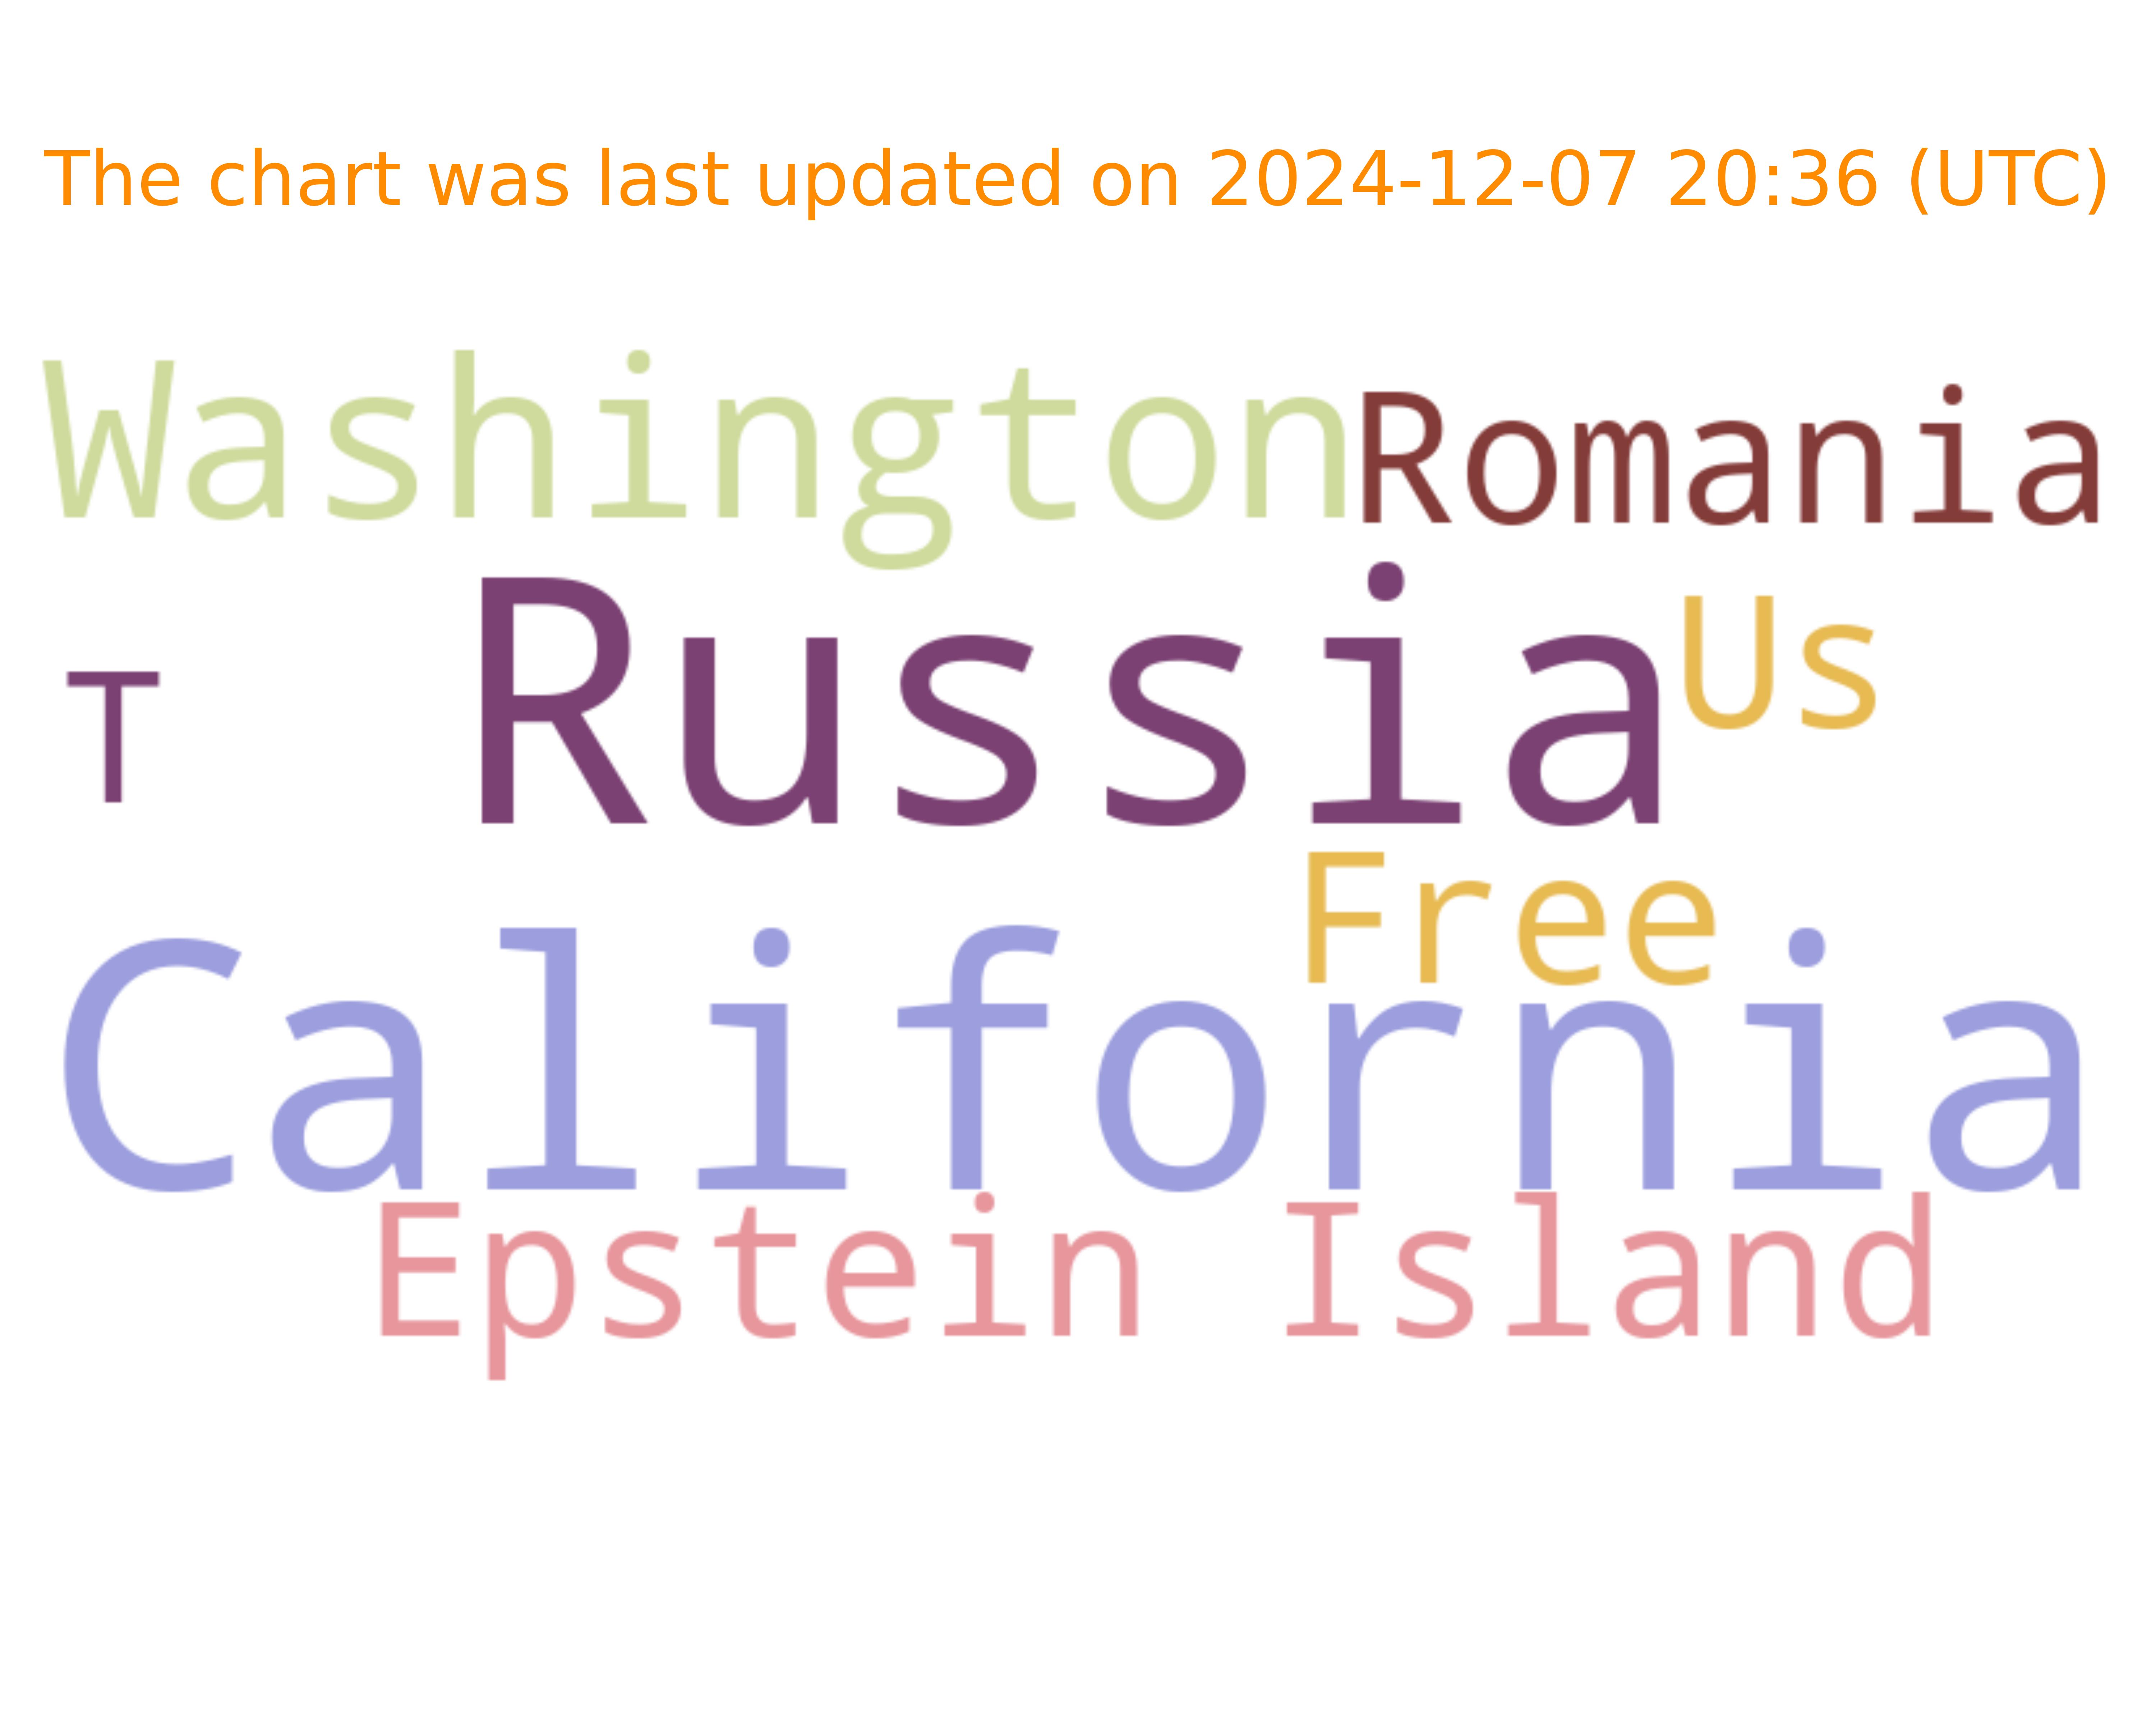 The chart was last updated on 2024-12-07 20:36 (UTC)
Washington Romania
T Russia Us
Free
California
Epstein Island